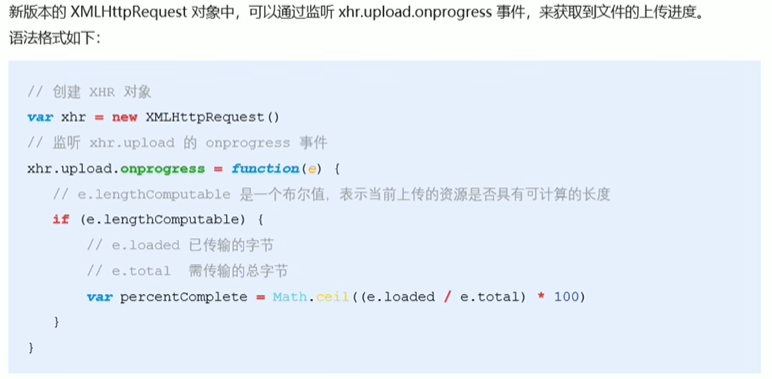 新版本的 XMLHttpRequest 对象中，可以通过监听 xhr.upload.onprogress 事件，来获取到文件的上传进度。
语法格式如下：
// 创建 XHR 对象
var xhr = new XMLHttpRequest()
// 监听 xhr.upload 的 onprogress 事件
xhr.upload.onprogress = function(e) {
// e.lengthComputable 是一个布尔值，表示当前上传的资源是否具有可计算的长度
if (e.lengthComputable) {
// e.loaded 已传输的字节
// e.total  需传输的总字节
var percentComplete = Math.ceil((e.loaded / e.total) * 100)
}
}